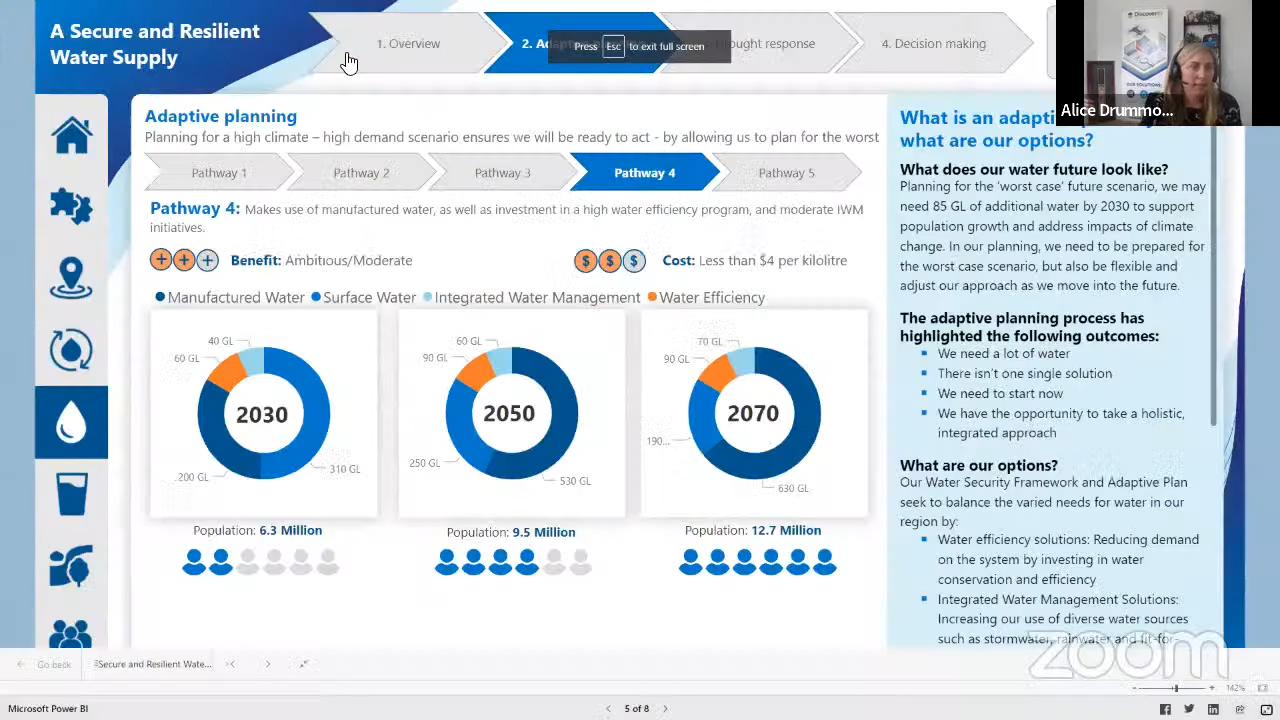 A Secure and Resilient
Water Supply
1. Overview
2.
Press Esc to exit full screen
response
4. Decision making
Discover
Alice Drummo...
Adaptive planning
Planning for a high climate – high demand scenario ensures we will be ready to act - by allowing us to plan for the worst
Pathway 1
Pathway 2
Pathway 3
Pathway 4
Pathway 5
Pathway 4: Makes use of manufactured water, as well as investment in a high water efficiency program, and moderate IWM
initiatives.
Benefit: Ambitious/Moderate
$ $ $ Cost: Less than $4 per kilolitre
Manufactured Water Surface Water Integrated Water Management Water Efficiency
40 GL
60 GL
2030
200 GL
310 GL
60 GL
90 GL
2050
250 GL
530 GL
70 GL
90 GL
2070
190...
630 GL
Population: 6.3 Million
Population: 9.5 Million
Population: 12.7 Million
What is an
what are our options?
What does our water future look like?
Planning for the 'worst case' future scenario, we may
need 85 GL of additional water by 2030 to support
population growth and address impacts of climate
change. In our planning, we need to be prepared for
the worst case scenario, but also be flexible and
adjust our approach as we move into the future.
The adaptive planning process has
highlighted the following outcomes:
We need a lot of water
There isn't one single solution
We need to start now
We have the opportunity to take a holistic,
integrated approach
What are our options?
Our Water Security Framework and Adaptive Plan
seek to balance the varied needs for water in our
region by:
Water efficiency solutions: Reducing demand
on the system by investing in water
conservation and efficiency
Integrated Water Management Solutions:
Increasing our use of diverse water sources
such as stormwater, rainwater and fit-for-
zoom
Go back
Secure and Resilient Wate...
142%
Microsoft Power BI
5 of 8